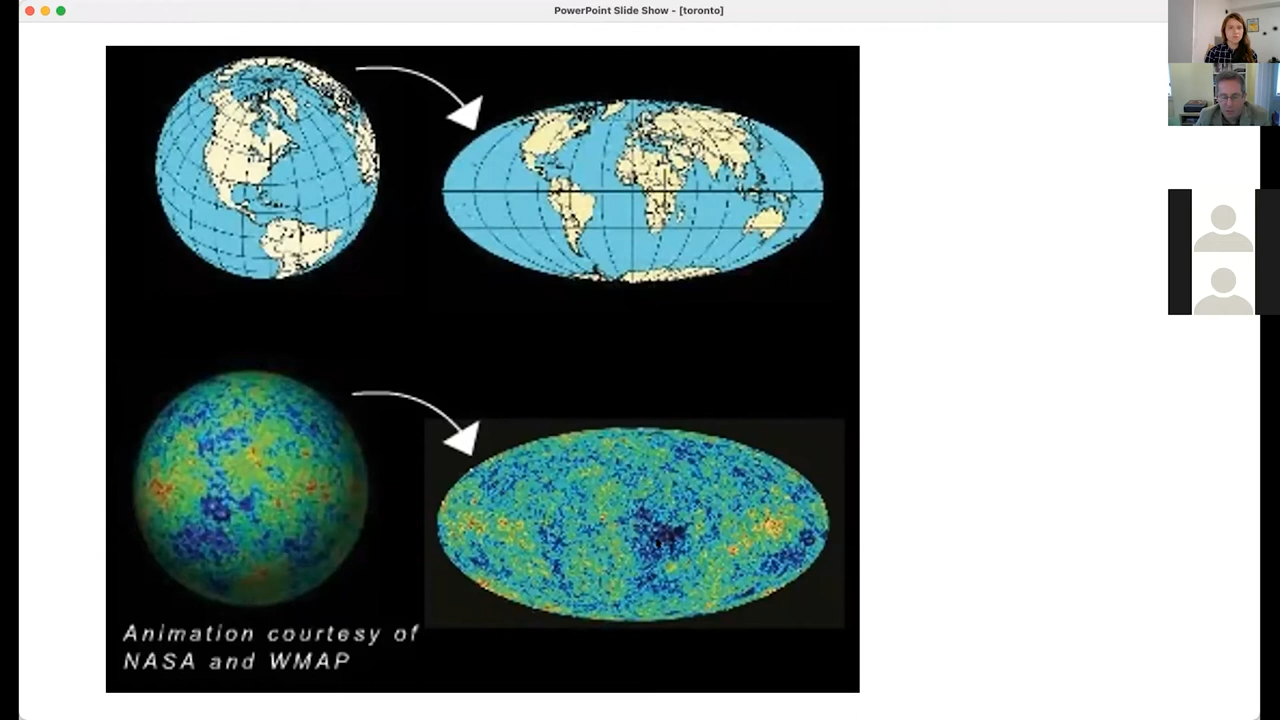 PowerPoint Slide Show - [toronto]
Animation courtesy of
NASA and WMAP